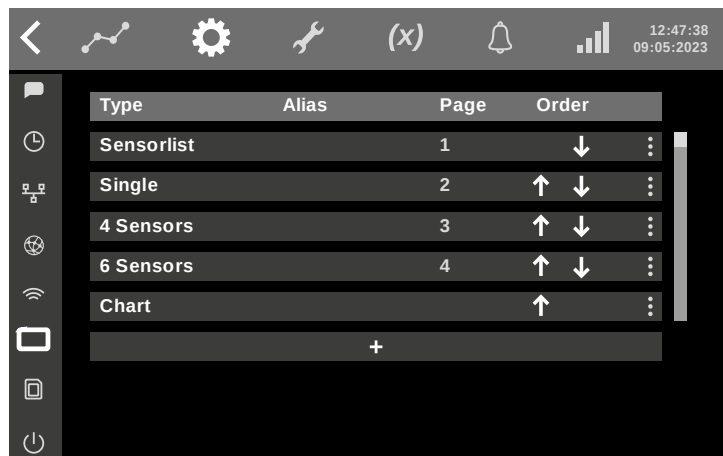 (x)
12:47:38
09:05:2023
Type Alias Page Order
Sensorlist 1
Single 2
4 Sensors 3
6 Sensors 4
Chart
+